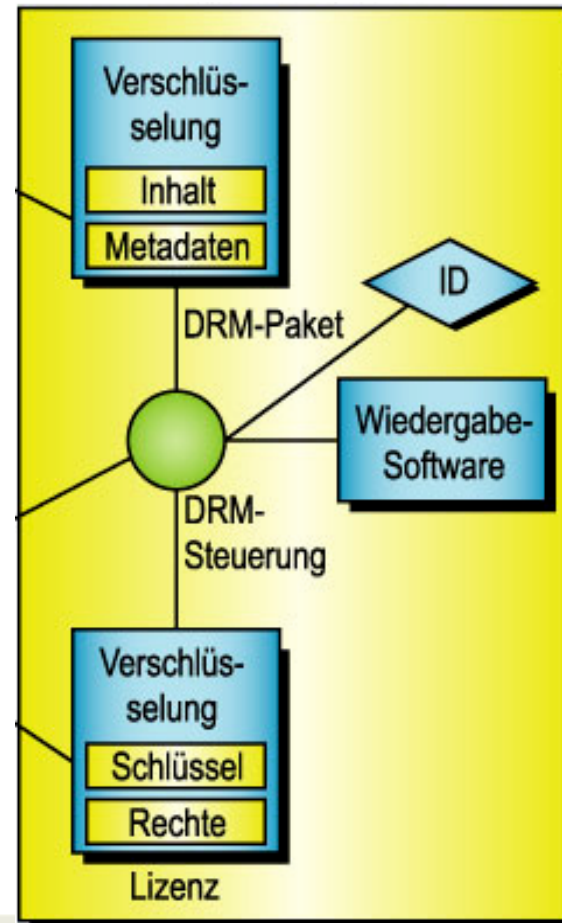 Verschlüs-
selung
Inhalt
Metadaten
DRM-Paket
ID
Wiedergabe-
Software
DRM-
Steuerung
Verschlüs-
selung
Schlüssel
Rechte
Lizenz